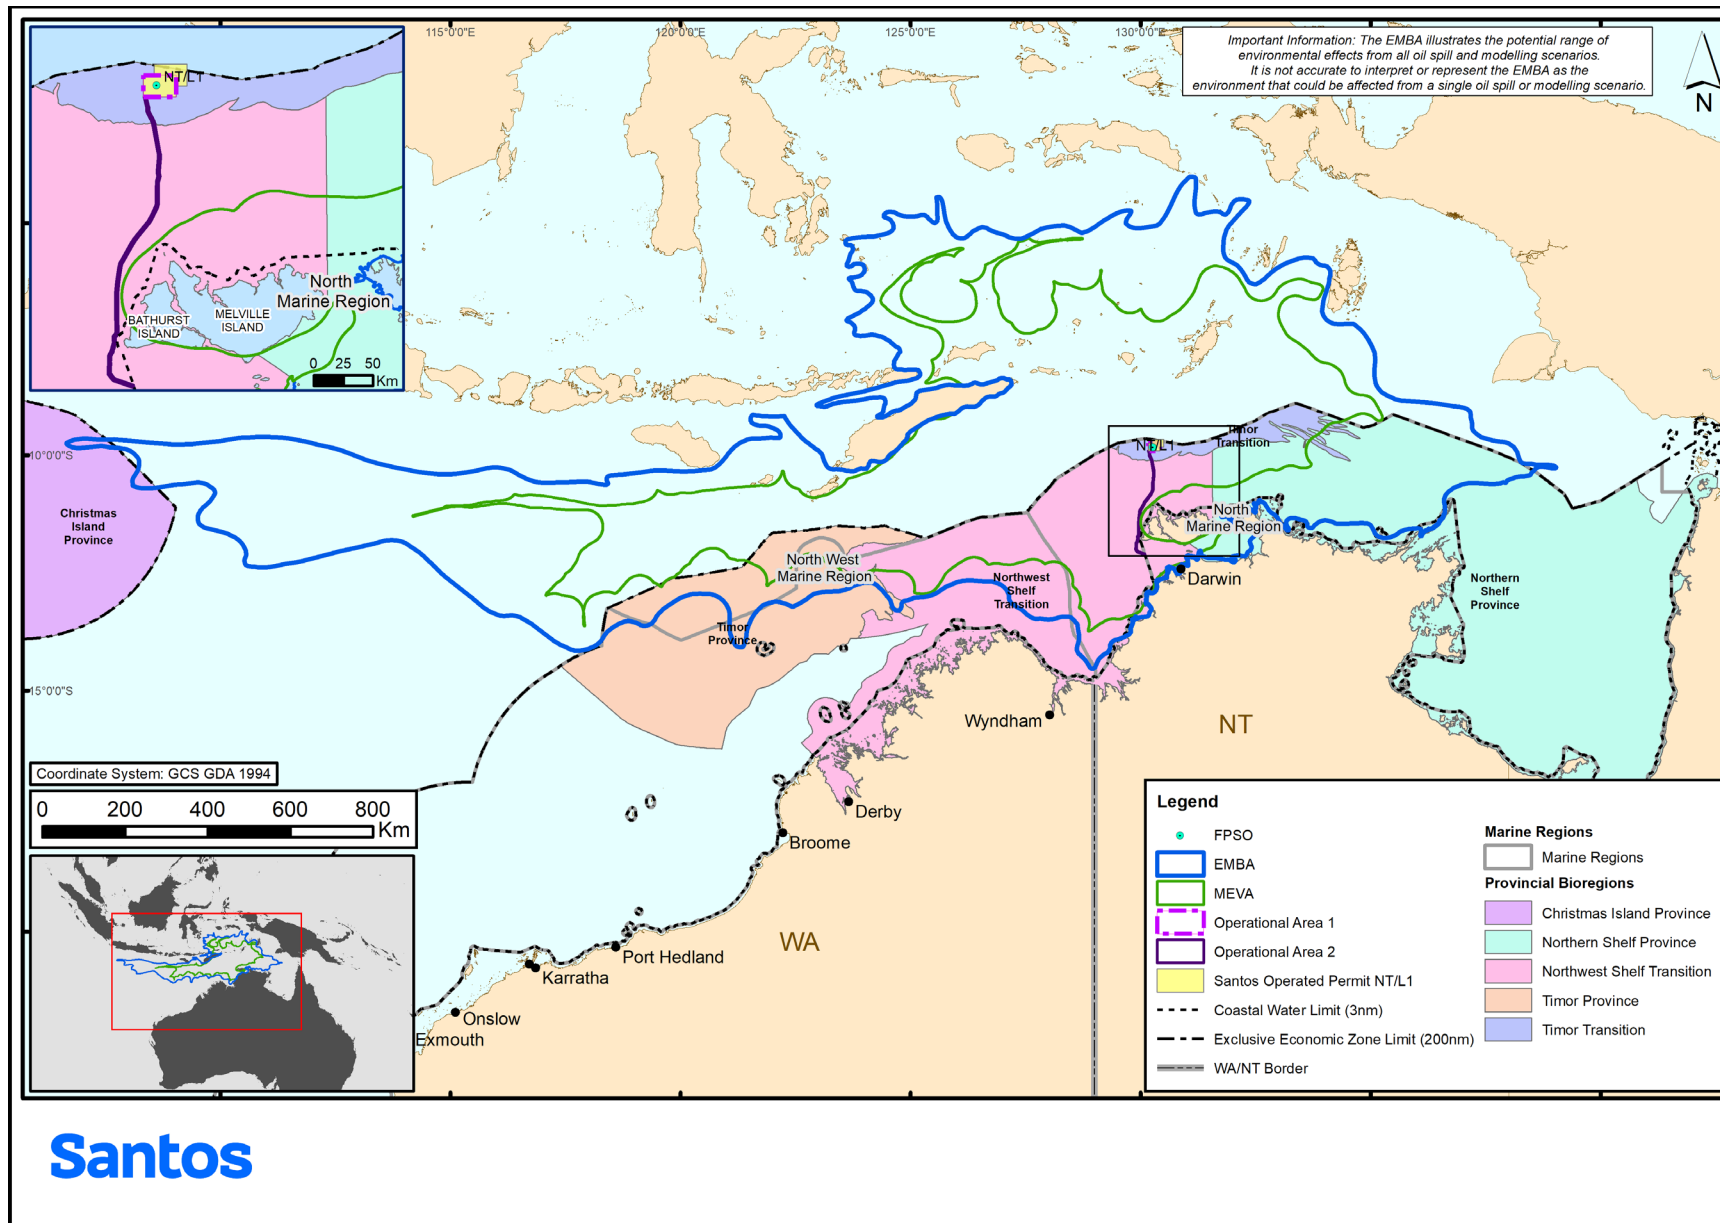 115°0'0"E
120°0'0"E
125°0'0"E
130°0'0"E
Important Information: The EMBA illustrates the potential range of
environmental effects from all oil spill and modelling scenarios.
It is not accurate to interpret or represent the EMBA as the
environment that could be affected from a single oil spill or modelling scenario.
N
NT/L1
North
Marine Region
BATHURST
ISLAND
MELVILLE
ISLAND
0 25 50
Km
10°0'0"S
15°0'0"S
Christmas
Island
Province
NT/L1
Timor
Transition
North
Marine Region
Darwin
North West
Marine Region
Northwest
Shelf
Transition
Timor
Province
Northern
Shelf
Province
Wyndham
NT
Derby
Broome
WA
Port Hedland
Karratha
Onslow
Exmouth
Coordinate System: GCS GDA 1994
0 200 400 600 800
Km
Legend
FPSO
EMBA
MEVA
Operational Area 1
Operational Area 2
Santos Operated Permit NT/L1
Coastal Water Limit (3nm)
Exclusive Economic Zone Limit (200nm)
WA/NT Border
Marine Regions
Marine Regions
Provincial Bioregions
Christmas Island Province
Northern Shelf Province
Northwest Shelf Transition
Timor Province
Timor Transition
Santos